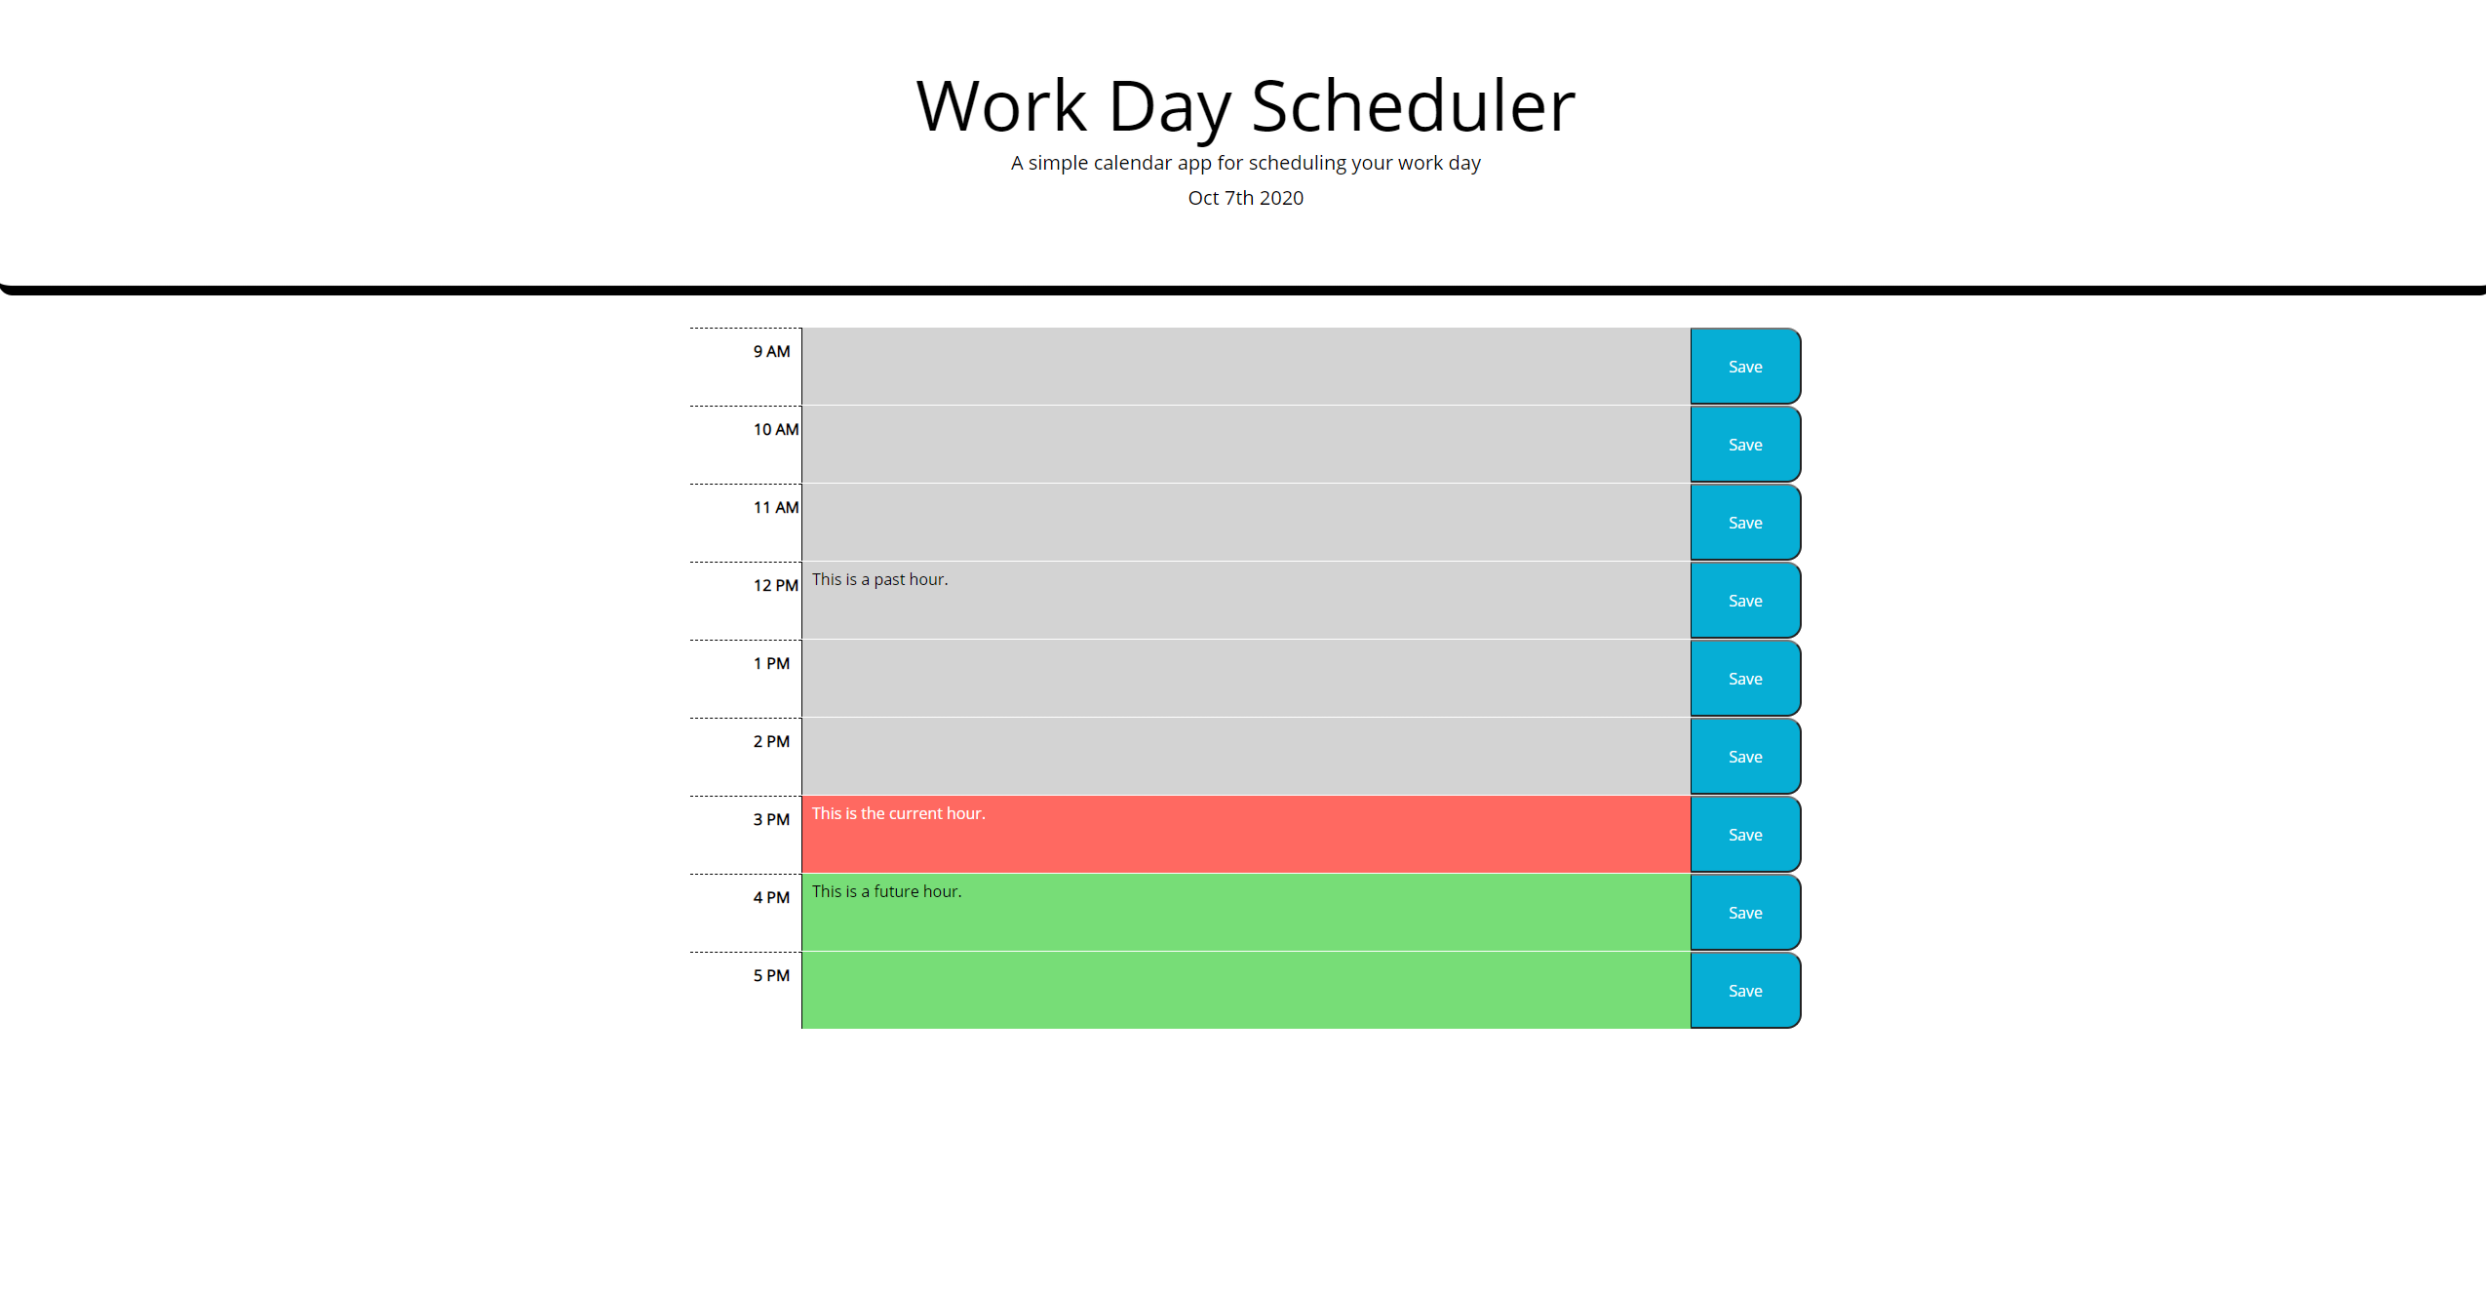 Work Day Scheduler
A simple calendar app for scheduling your work day
Oct 7th 2020
9 AM
Save
10 AM
Save
11 AM
Save
12 PM This is a past hour.
Save
1 PM
Save
2 PM
Save
3 PM This is the current hour.
Save
4 PM This is a future hour.
Save
5 PM
Save